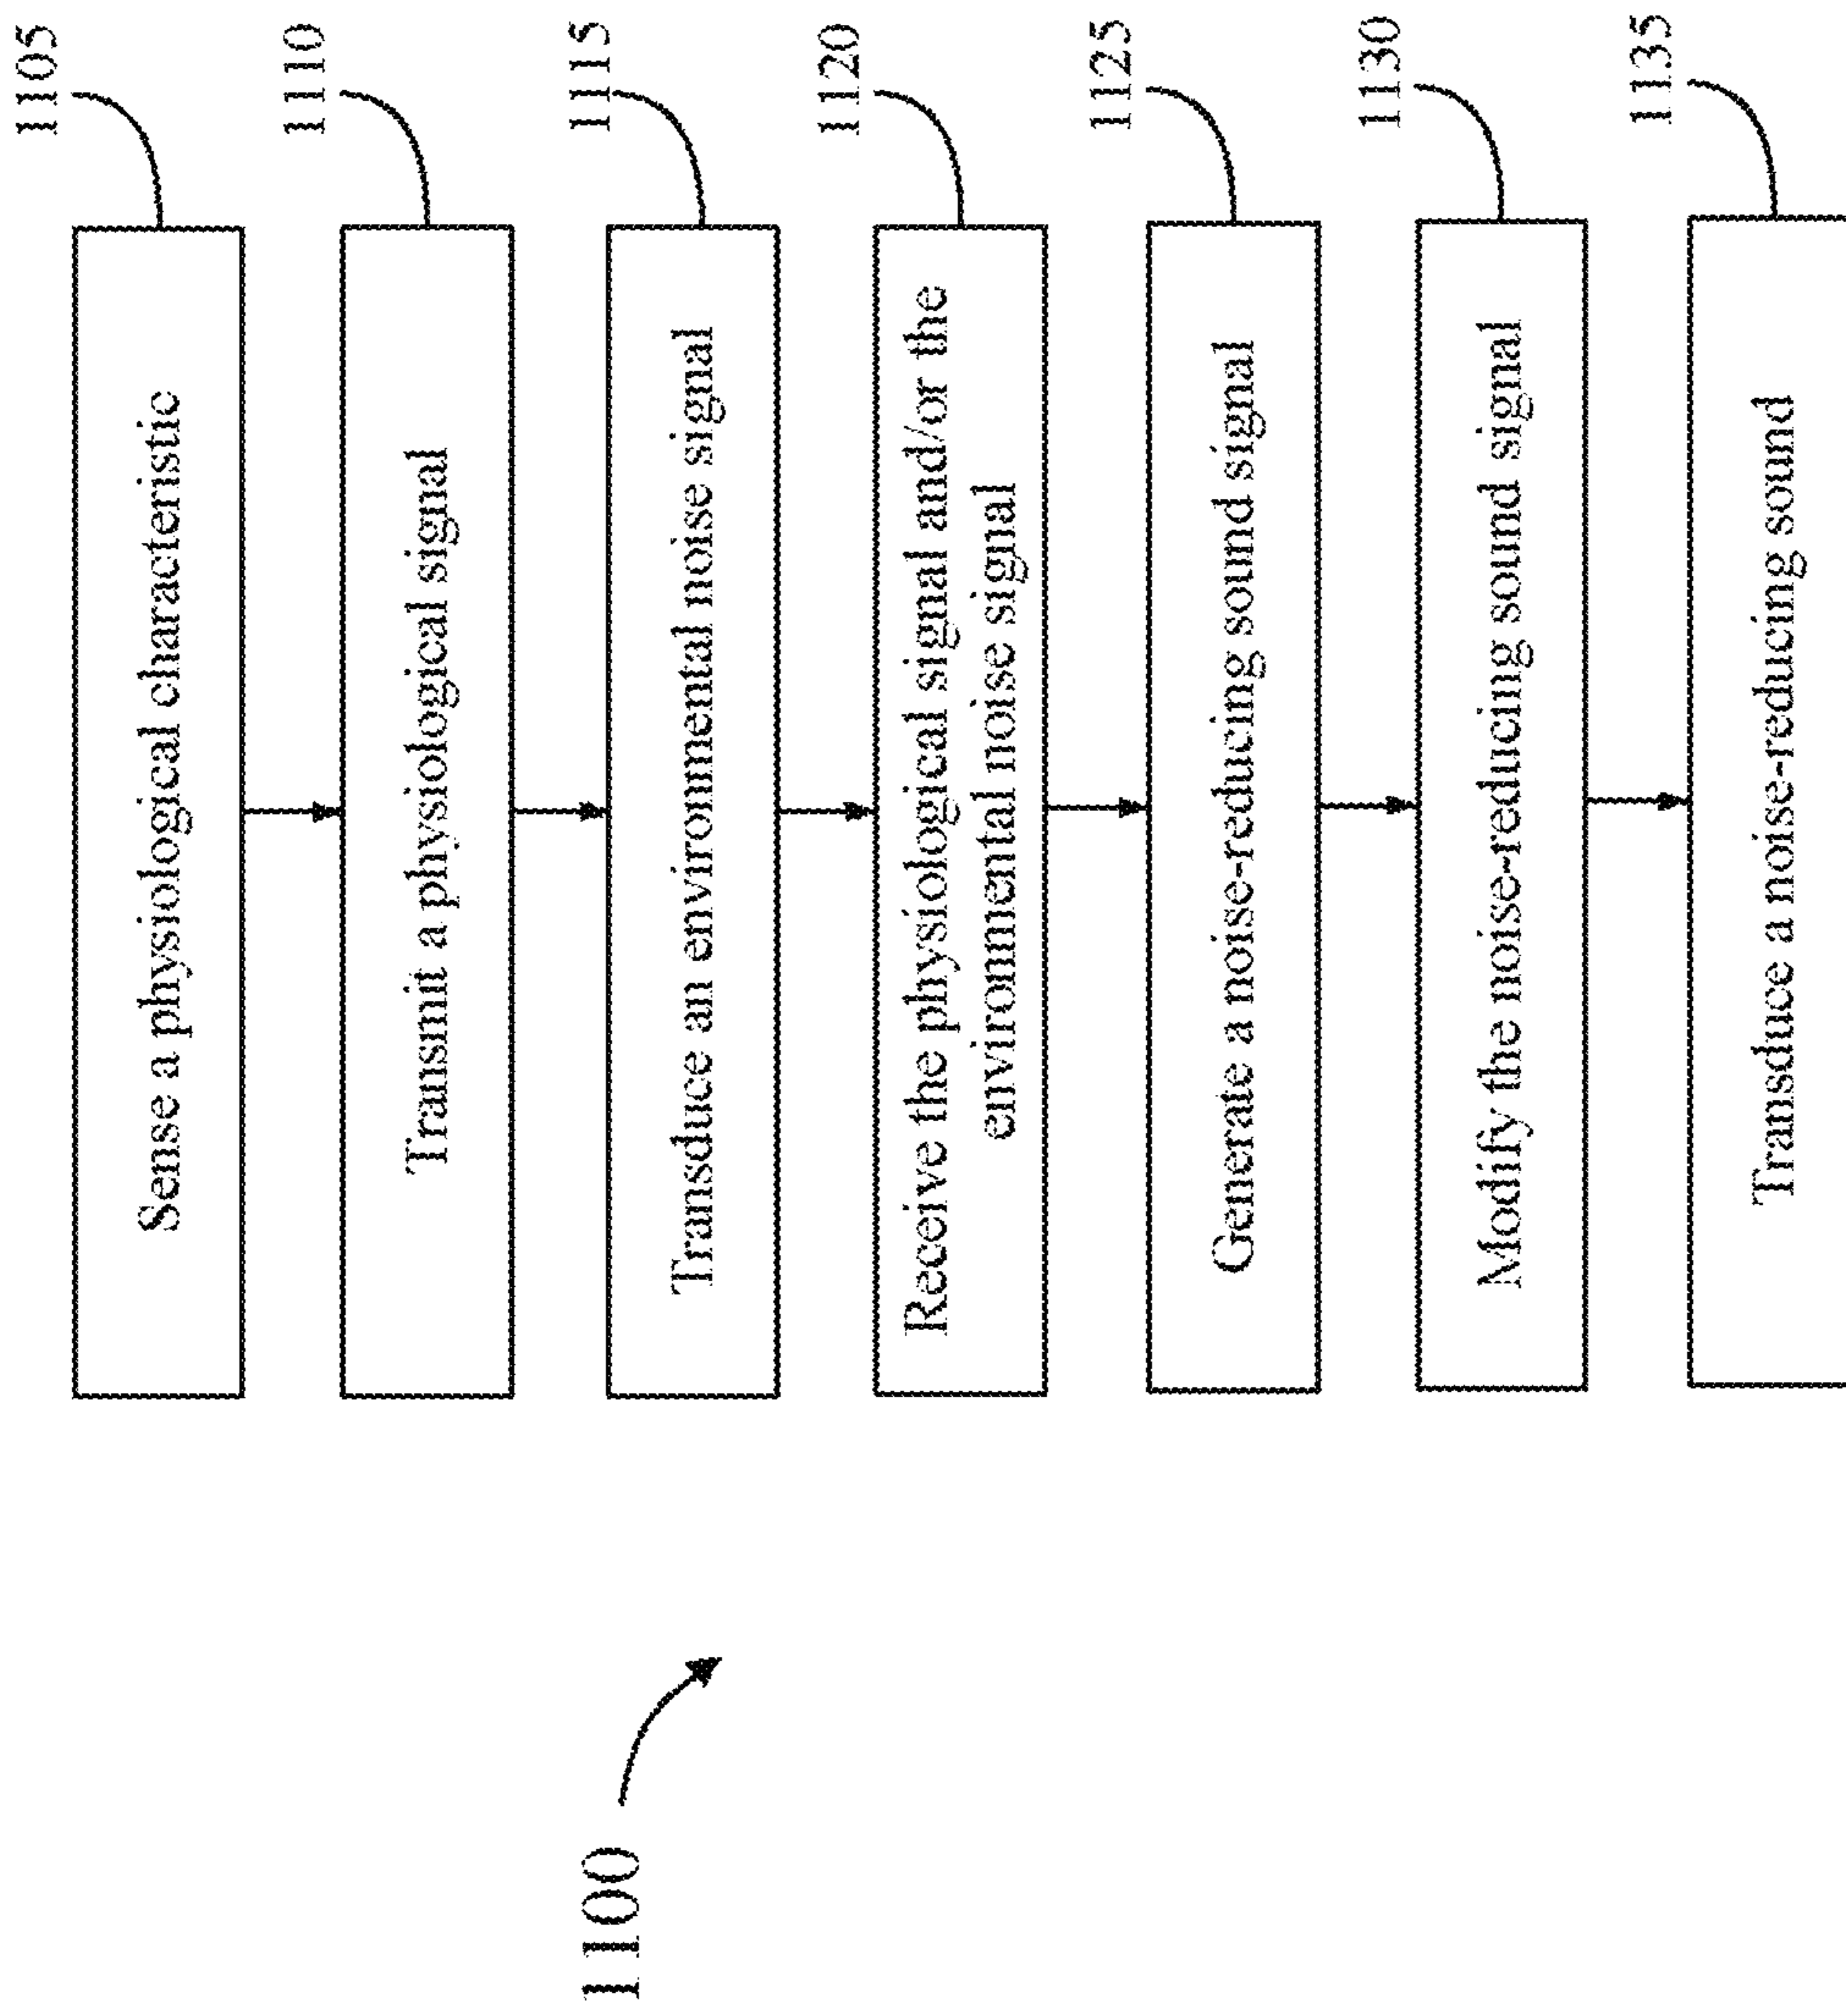 1100
Sense a physiological characteristic
1105
Transmit a physiological signal
1110
Transduce an environmental noise signal
1115
Receive the physiological signal and/or the
environmental noise signal
1120
Generate a noise-reducing sound signal
1125
Modify the noise-reducing sound signal
1130
Transduce a noise-reducing sound
1135